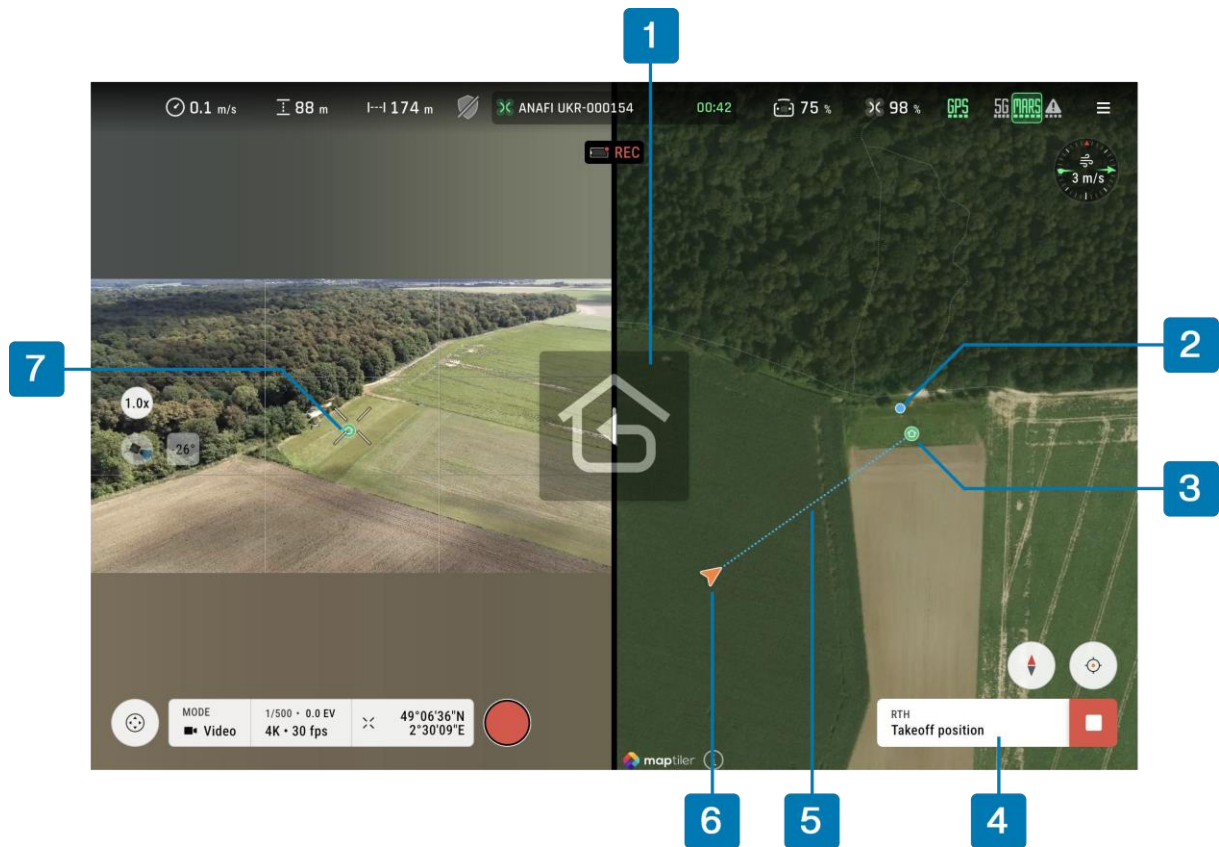 1
0.1 m/s
88 m
174 m
ANAFI UKR-000154
00:42
75 %
98 %
GPS
5G
MARS
REC
3 m/s
2
7
1.0x
-26°
3
MODE
Video
1/500 • 0.0 EV
4K • 30 fps
49°06'36"N
2°30'09"E
RTH
Takeoff position
maptiler
6
5
4